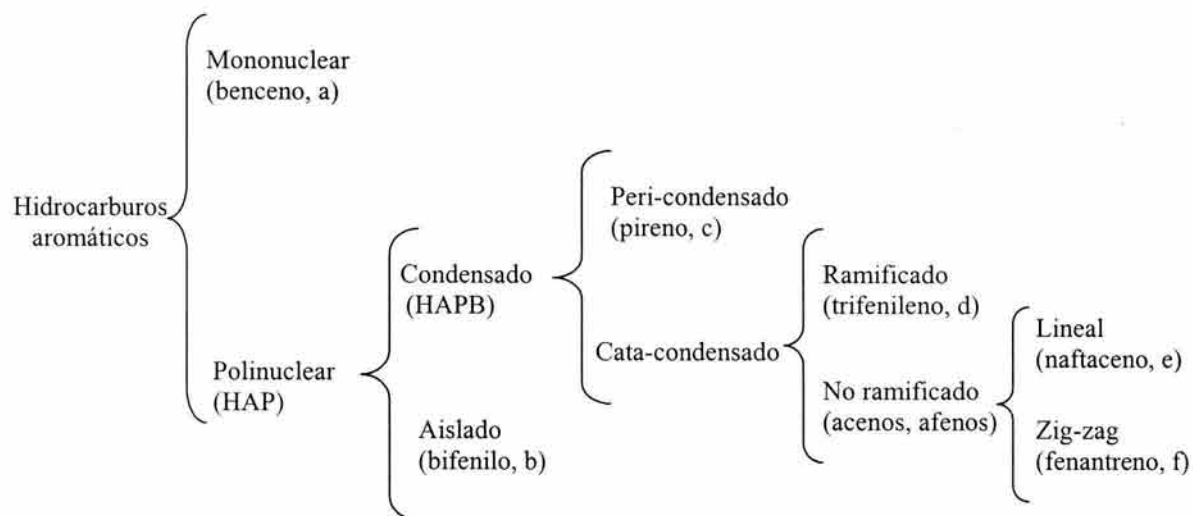 Mononuclear
(benceno, a)
Hidrocarburos
aromáticos
Peri-condensado
(pireno, c)
Condensado
(HAPB)
Ramificado
(trifenileno, d)
Lineal
(naftaceno, e)
Cata-condensado
Polinuclear
(HAP)
No ramificado
(acenos, afenos)
Aislado
(bifenilo, b)
Zig-zag
(fenantreno, f)